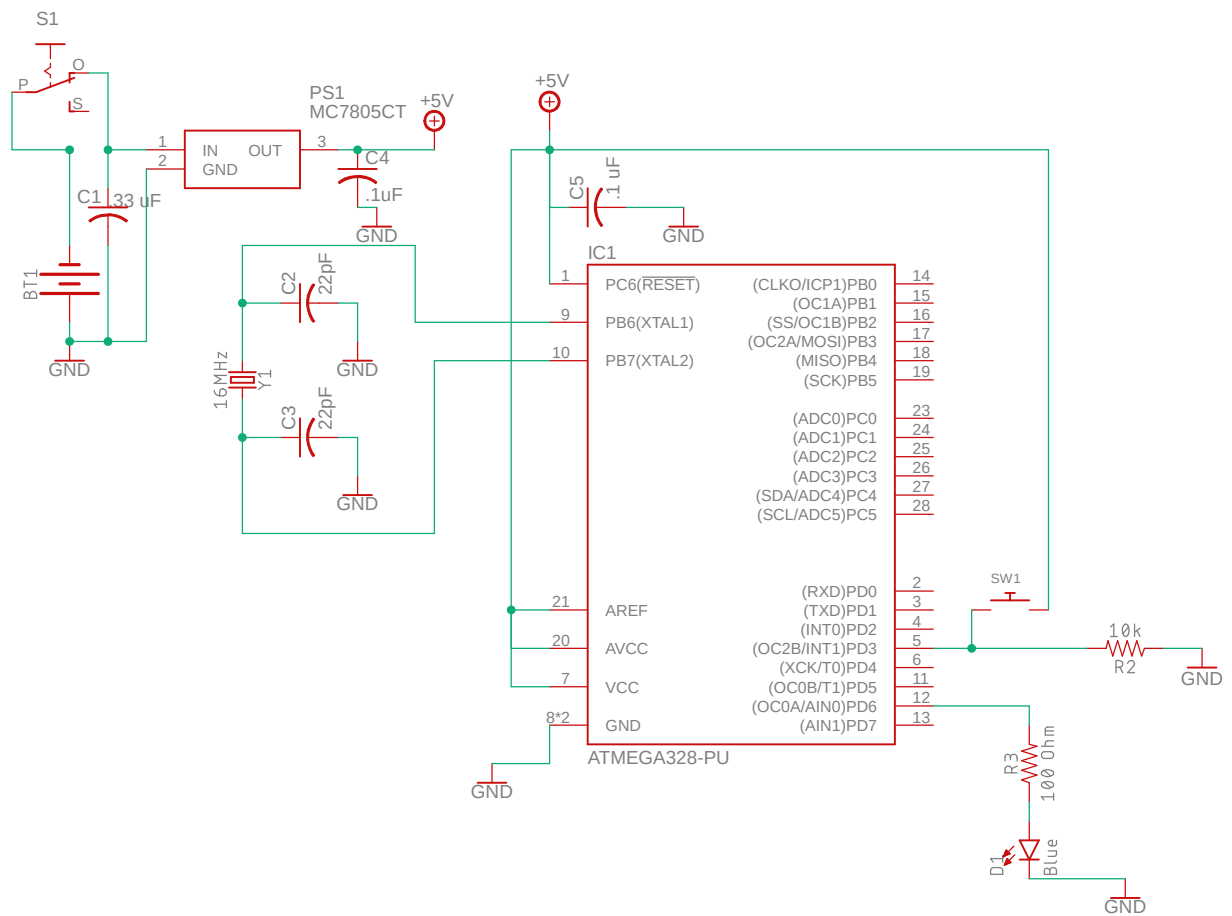 S1
O
P
S
PS1
MC7805CT
+5V
+5V
1
IN
OUT
3
2
GND
C4
.1uF
GND
C1
.33 uF
BT1
GND
C5
.1 uF
GND
C2
22pF
GND
16MHz
Y1
C3
22pF
GND
IC1
1
PC6(RESET)
9
PB6(XTAL1)
10
PB7(XTAL2)
21
AREF
20
AVCC
7
VCC
8*2
GND
GND
(CLKO/ICP1)PB0
14
(OC1A)PB1
15
(SS/OC1B)PB2
16
(OC2A/MOSI)PB3
17
(MISO)PB4
18
(SCK)PB5
19
(ADC0)PC0
23
(ADC1)PC1
24
(ADC2)PC2
25
(ADC3)PC3
26
(SDA/ADC4)PC4
27
(SCL/ADC5)PC5
28
(RXD)PD0
2
(TXD)PD1
3
(INT0)PD2
4
(OC2B/INT1)PD3
5
(XCK/T0)PD4
6
(OC0B/T1)PD5
11
(OC0A/AIN0)PD6
12
(AIN1)PD7
13
ATMEGA328-PU
SW1
10k
R2
GND
R3
100 Ohm
D1
Blue
GND